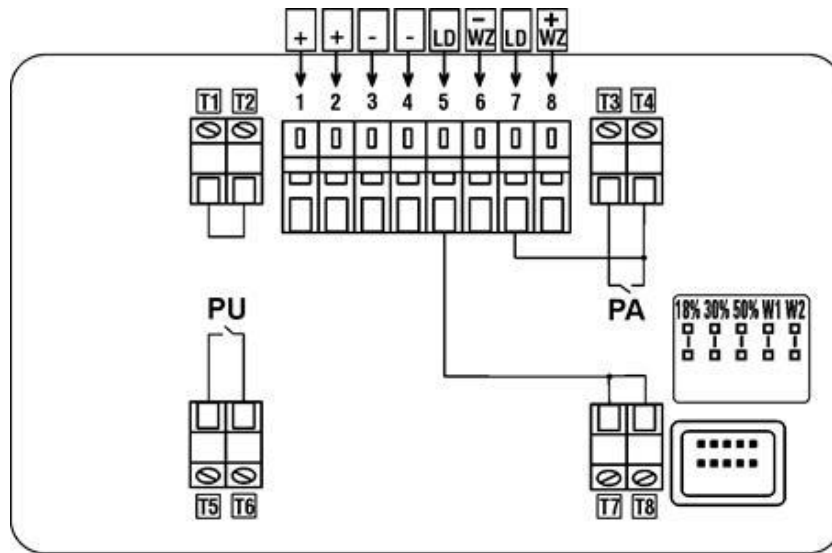 + + - - LD - WZ LD + WZ
T1 T2 1 2 3 4 5 6 7 8 T3 T4
PU PA
18% 30% 50% W1 W2
T5 T6 T7 T8